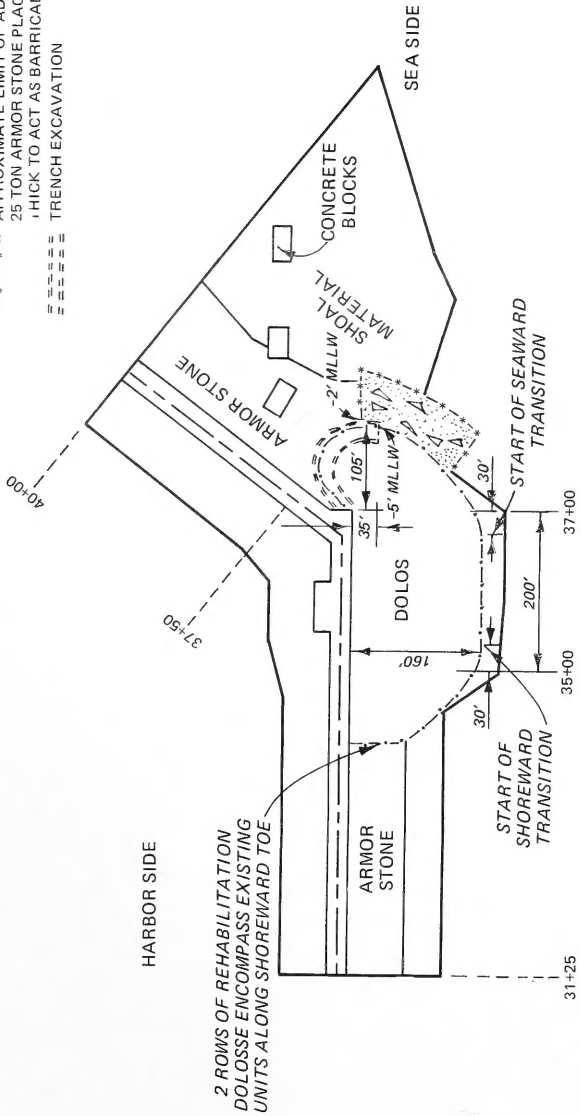 APPROXIMATE LIMIT OF
25 TON ARMOR STONE
TO ACT AS
TRENCH EXCAVATION
HARBOR SIDE
SEA SIDE
40+00
37+50
ARMOR STONE
SHOAL
MATERIAL
CONCRETE
BLOCKS
-2' MLLW
105'
35'
-5' MLLW
DOLOS
160'
2 ROWS OF REHABILITATION
DOLOSSE ENCOMPASS EXISTING
UNITS ALONG SHOREWARD TOE
ARMOR
STONE
30'
START OF
SHOREWARD
TRANSITION
200'
30'
START OF SEAWARD
TRANSITION
31+25
35+00
37+00